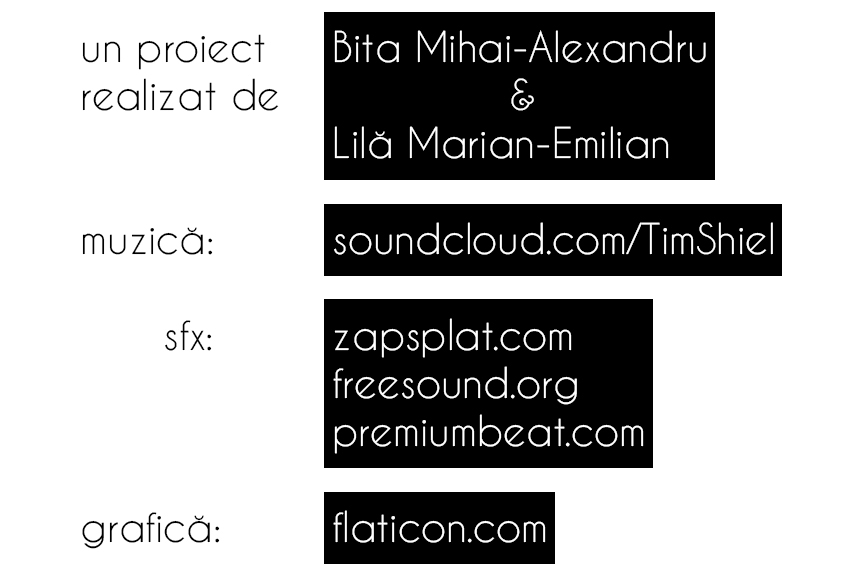 un proiect Bita Mihai-Alexandru
realizat de &
Lilă Marian-Emilian
muzică: soundcloud.com/TimShiel
sfx: zapsplat.com
freesound.org
premiumbeat.com
grafică: flaticon.com